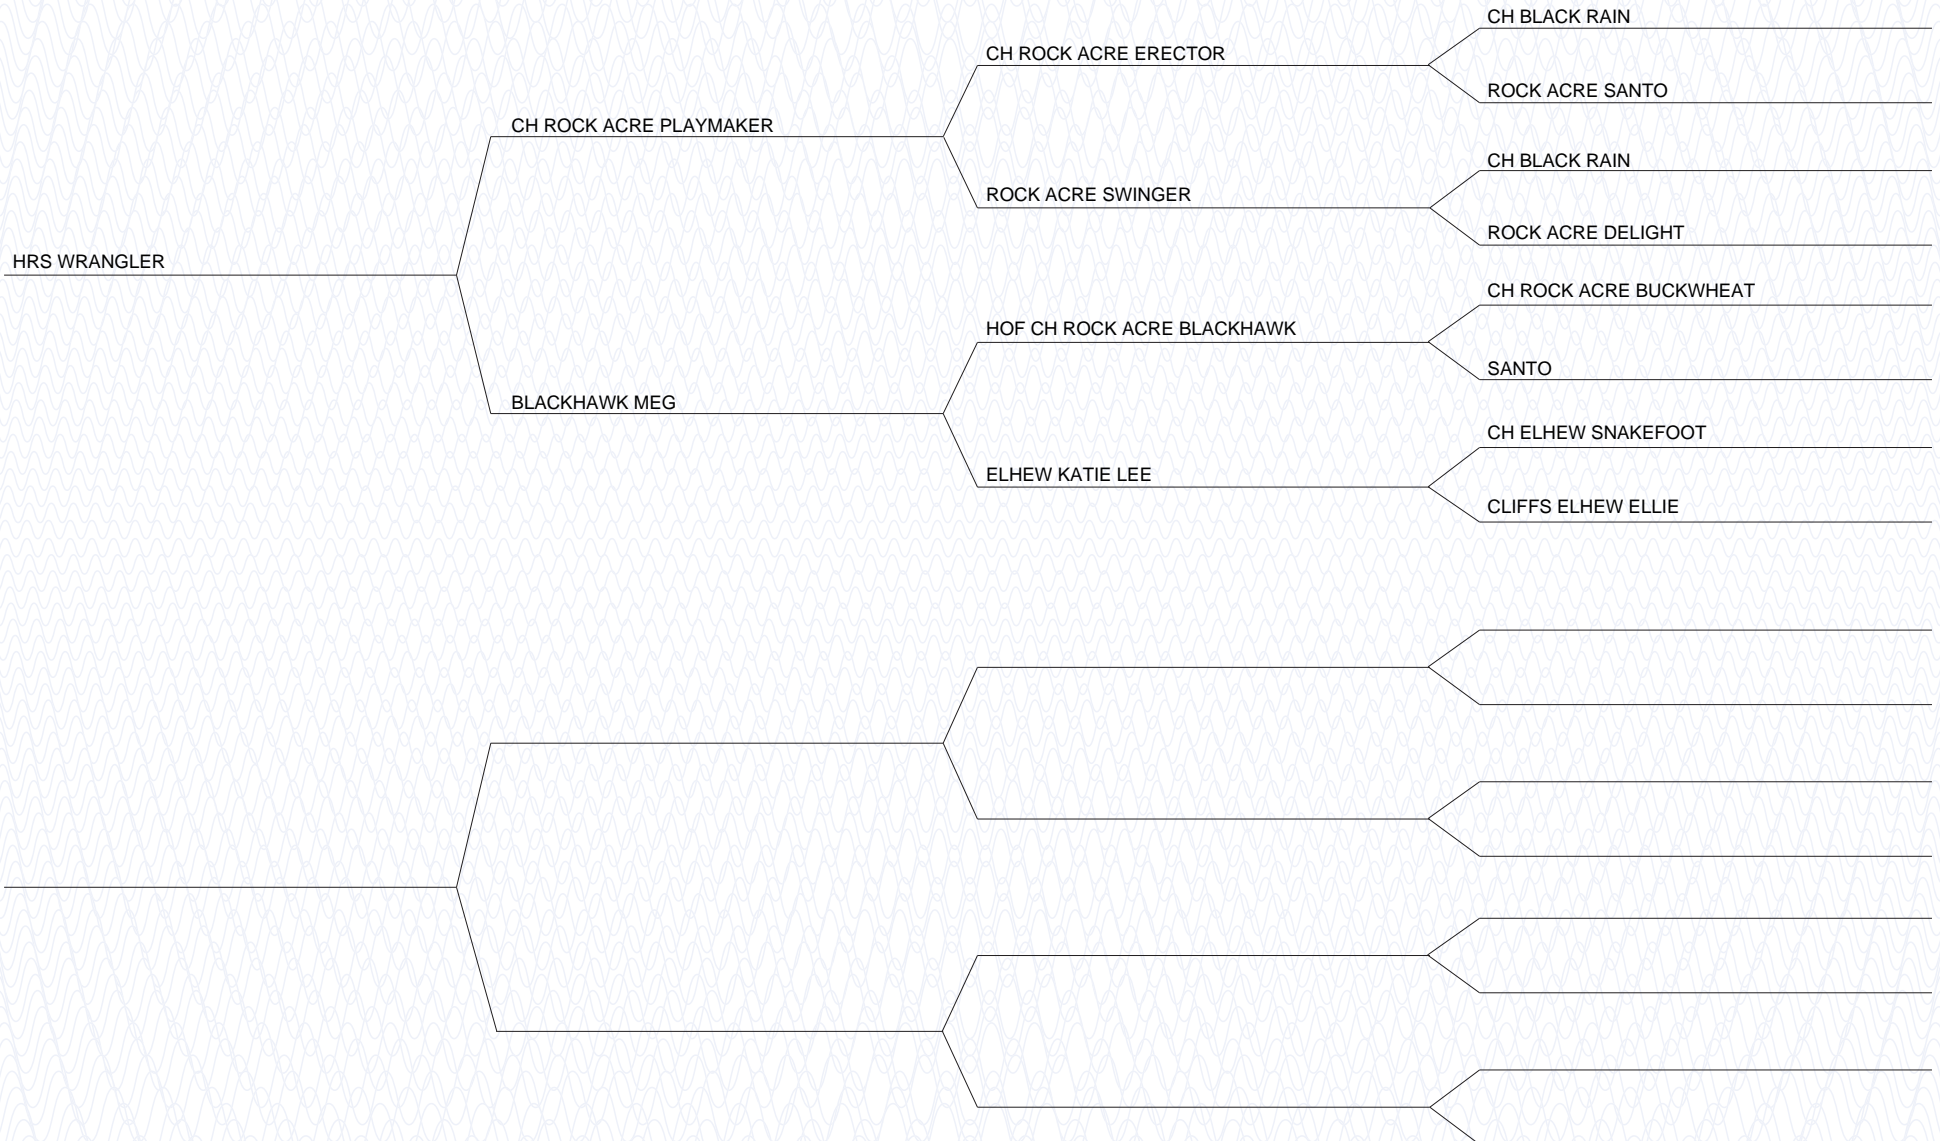 CH BLACK RAIN
CH ROCK ACRE ERECTOR
ROCK ACRE SANTO
CH ROCK ACRE PLAYMAKER
CH BLACK RAIN
ROCK ACRE SWINGER
ROCK ACRE DELIGHT
HRS WRANGLER
CH ROCK ACRE BUCKWHEAT
HOF CH ROCK ACRE BLACKHAWK
SANTO
BLACKHAWK MEG
CH ELHEW SNAKEFOOT
ELHEW KATIE LEE
CLIFFS ELHEW ELLIE